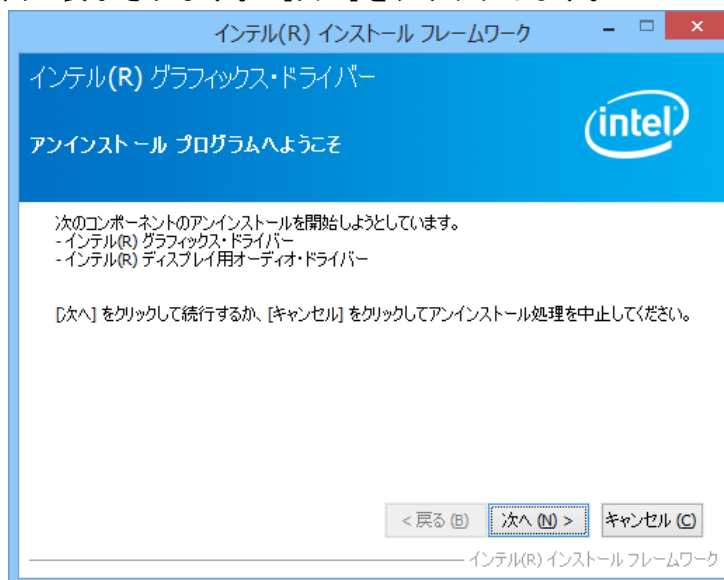 インテル(R) インストール フレームワーク
インテル(R) グラフィックス・ドライバー
intel
アンインストール プログラムへようこそ
次のコンポーネントのアンインストールを開始しようとしています。
- インテル(R) グラフィックス・ドライバー
- インテル(R) ディスプレイ用オーディオ・ドライバー
[次へ] をクリックして続行するか、[キャンセル] をクリックしてアンインストール処理を中止してください。
< 戻る (B) 次へ (N) > キャンセル (C)
インテル(R) インストール フレームワーク